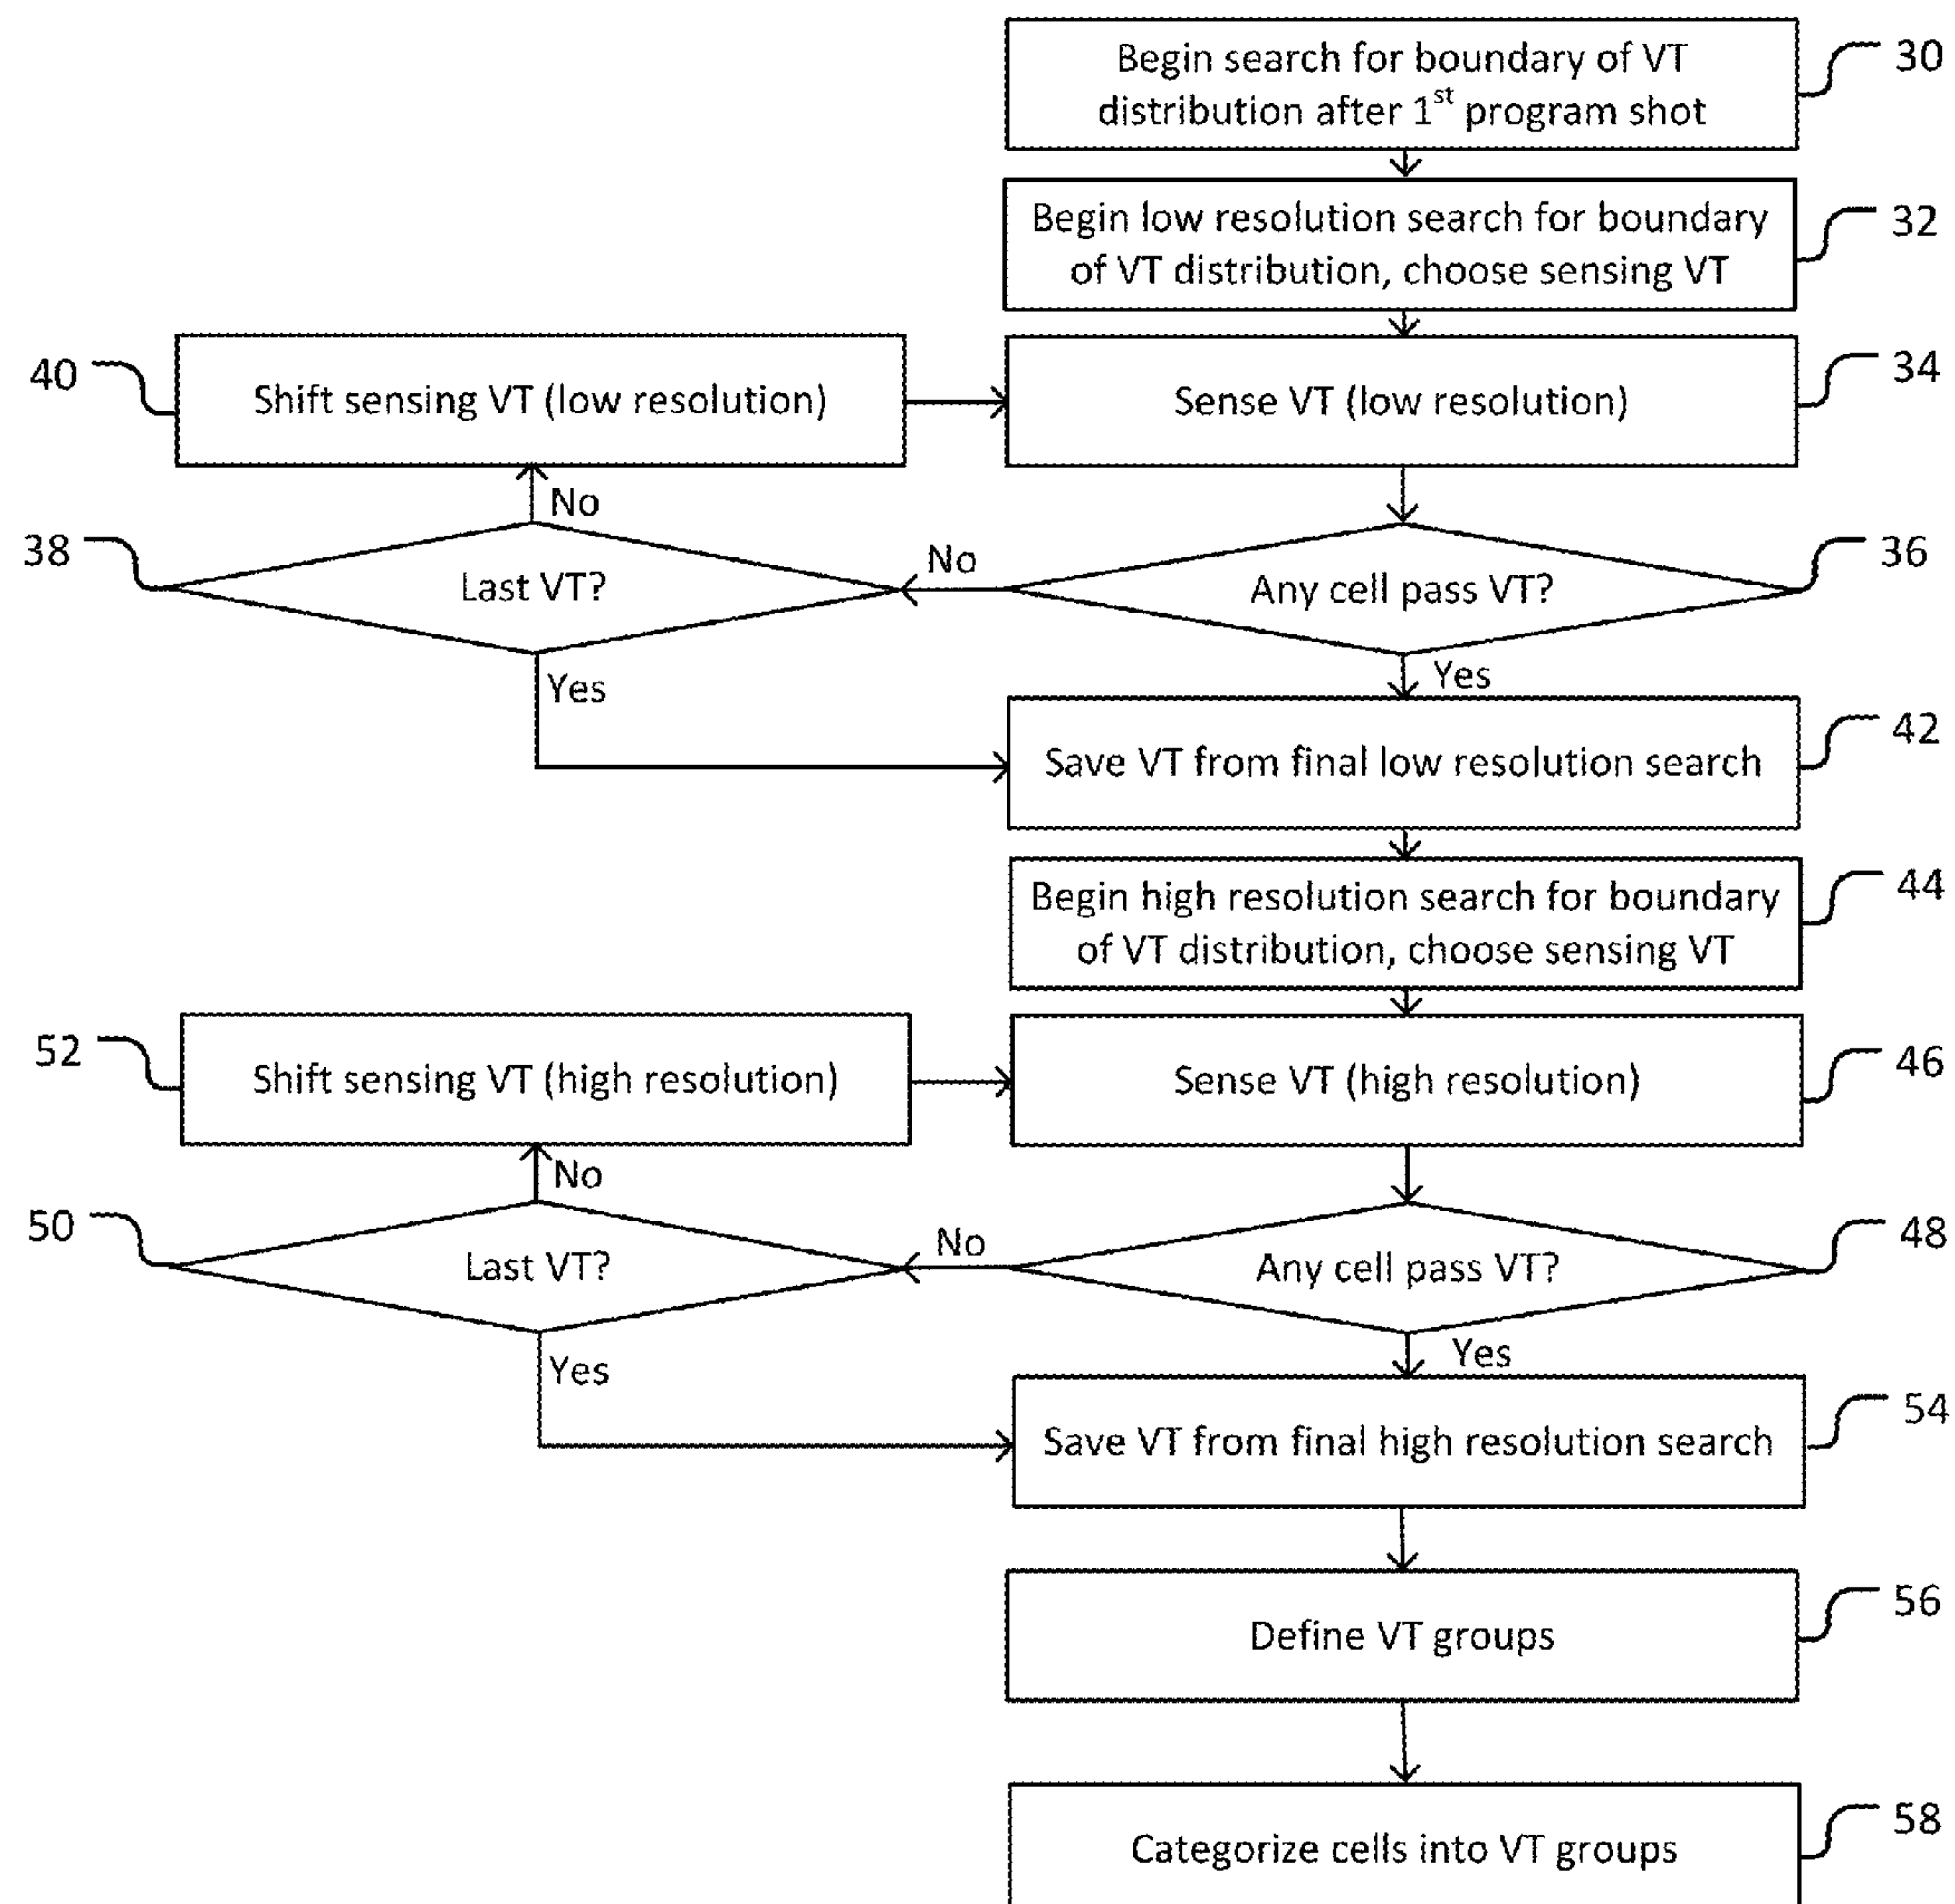 Begin search for boundary of VT
distribution after 1st program shot
30
Begin low resolution search for boundary
of VT distribution, choose sensing VT
32
40
Shift sensing VT (low resolution)
Sense VT (low resolution)
34
No
38
Last VT?
No
Any cell pass VT?
36
Yes
Yes
Save VT from final low resolution search
42
Begin high resolution search for boundary
of VT distribution, choose sensing VT
44
52
Shift sensing VT (high resolution)
Sense VT (high resolution)
46
No
50
Last VT?
No
Any cell pass VT?
48
Yes
Yes
Save VT from final high resolution search
54
Define VT groups
56
Categorize cells into VT groups
58